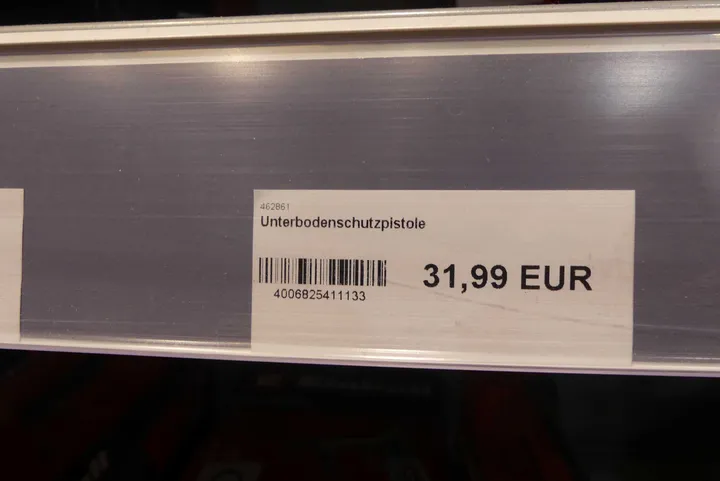 462861
Unterbodenschutzpistole
4006825411133
31,99 EUR